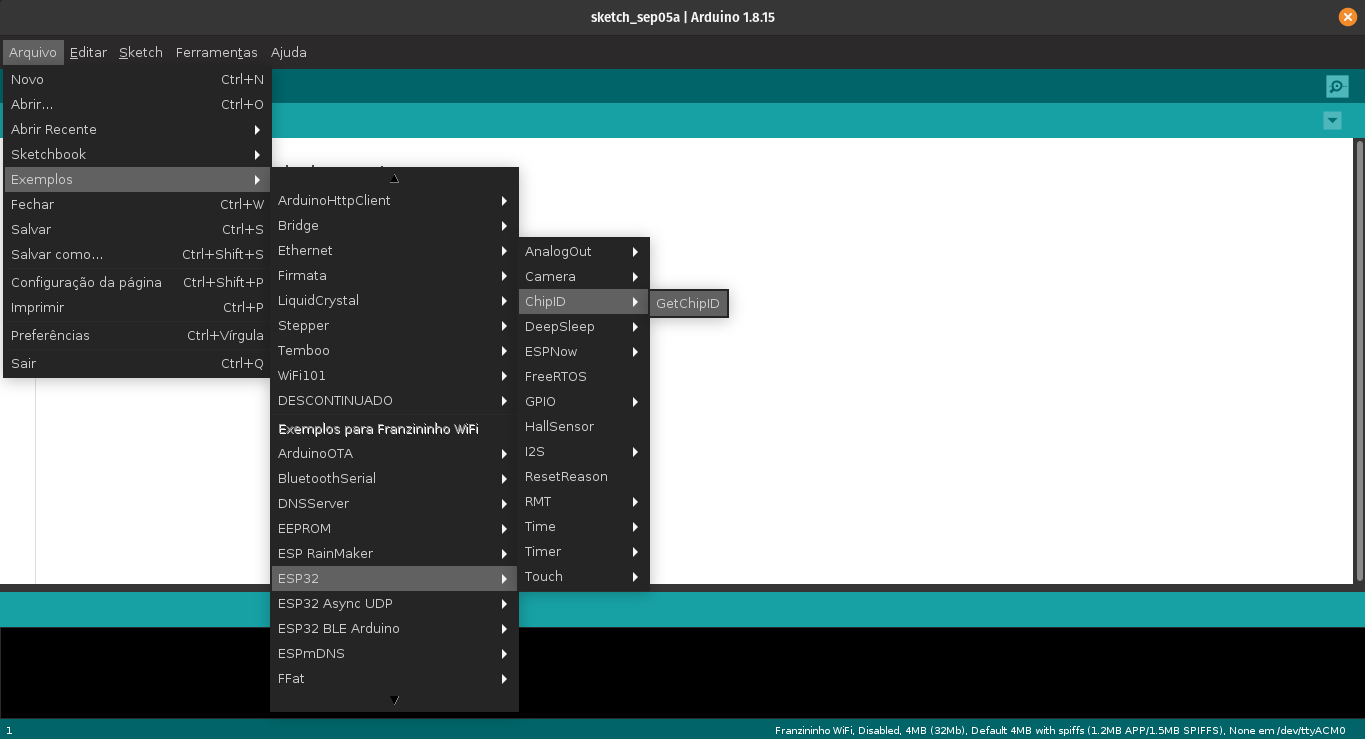 sketch_sep05a | Arduino 1.8.15
Arquivo Editar Sketch Ferramentas Ajuda
Novo Ctrl+N
Abrir... Ctrl+O
Abrir Recente
Sketchbook
Exemplos
Fechar Ctrl+W
Salvar Ctrl+S
Salvar como... Ctrl+Shift+S
Configuração da página Ctrl+Shift+P
Imprimir Ctrl+P
Preferências Ctrl+Vírgula
Sair Ctrl+Q
ArduinoHttpClient
Bridge
Ethernet
Firmata
LiquidCrystal
Stepper
Temboo
WiFi101
DESCONTINUADO
Exemplos para Franzininho WiFi
ArduinoOTA
BluetoothSerial
DNSServer
EEPROM
ESP RainMaker
ESP32
ESP32 Async UDP
ESP32 BLE Arduino
ESPmDNS
FFat
AnalogOut
Camera
ChipID
DeepSleep
ESPNow
FreeRTOS
GPIO
HallSensor
I2S
ResetReason
RMT
Time
Timer
Touch
GetChipID
1
Franzininho WiFi, Disabled, 4MB (32Mb), Default 4MB with spiffs (1.2MB APP/1.5MB SPIFFS), None em /dev/ttyACM0